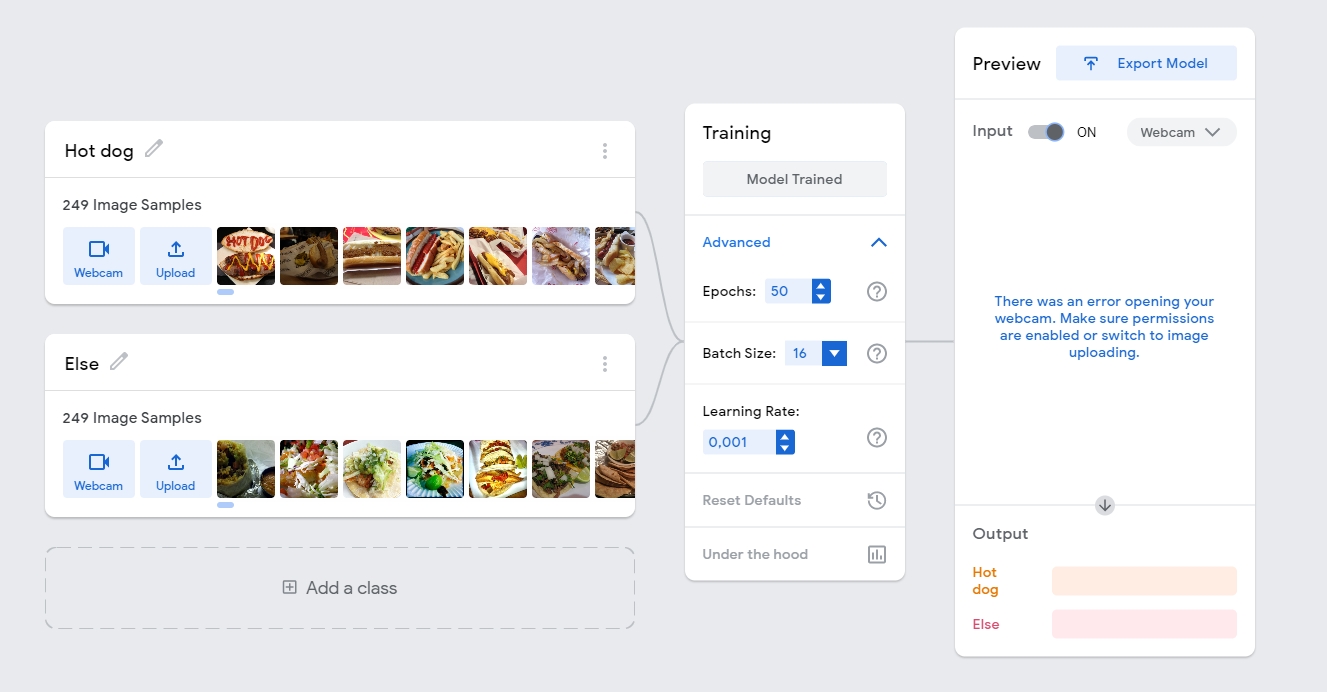 Hot dog
249 Image Samples
Webcam
Upload
HOT DOG
Else
249 Image Samples
Webcam
Upload
Add a class
Training
Model Trained
Advanced
Epochs: 50
Batch Size: 16
Learning Rate:
0,001
Reset Defaults
Under the hood
Preview
Export Model
Input
ON
Webcam
There was an error opening your
webcam. Make sure permissions
are enabled or switch to image
uploading.
Output
Hot
dog
Else